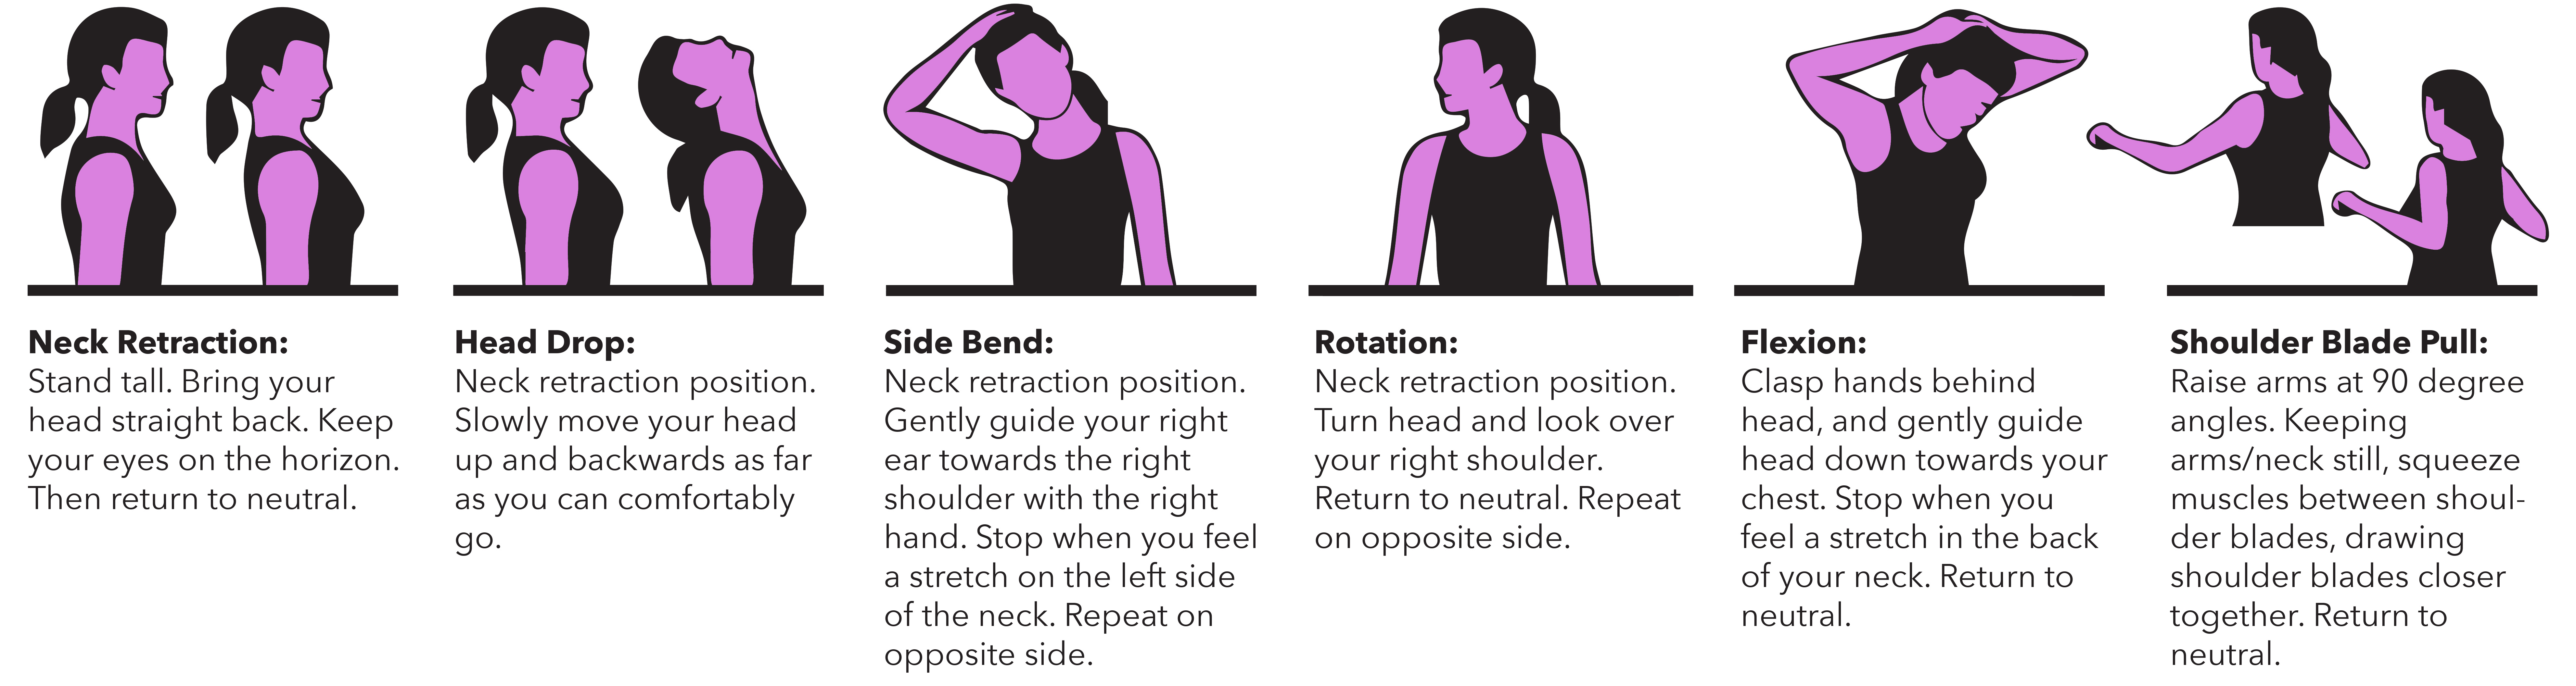 Neck Retraction:
Stand tall. Bring your
head straight back. Keep
your eyes on the horizon.
Then return to neutral.
Head Drop:
Neck retraction position.
Slowly move your head
up and backwards as far
as you can comfortably
go.
Side Bend:
Neck retraction position.
Gently guide your right
ear towards the right
shoulder with the right
hand. Stop when you feel
a stretch on the left side
of the neck. Repeat on
opposite side.
Rotation:
Neck retraction position.
Turn head and look over
your right shoulder.
Return to neutral. Repeat
on opposite side.
Flexion:
Clasp hands behind
head, and gently guide
head down towards your
chest. Stop when you
feel a stretch in the back
of your neck. Return to
neutral.
Shoulder Blade Pull:
Raise arms at 90 degree
angles. Keeping
arms/neck still, squeeze
muscles between shoul-
der blades, drawing
shoulder blades closer
together. Return to
neutral.